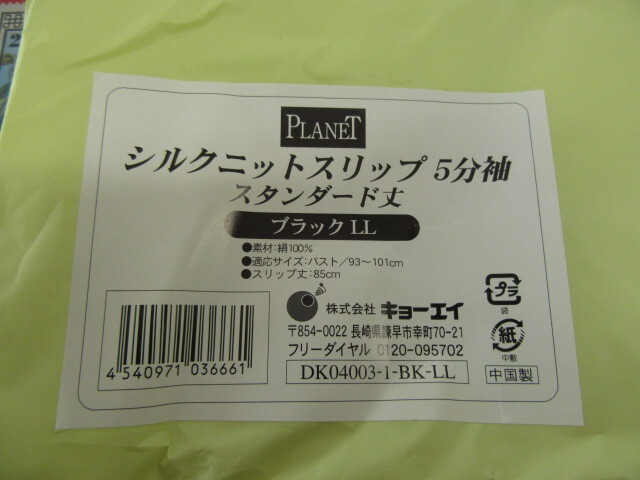 PLANET
シルクニットスリップ 5分袖
スタンダード丈
ブラック LL
●素材:絹100%
●適応サイズ:バスト/93～101cm
●スリップ丈:85cm
株式会社 キョーエイ
〒854-0022 長崎県諫早市幸町70-21
フリーダイヤル 0120-095702
DK04003-1-BK-LL
4 540971 036661
プラ
袋
紙
中敷
中国製